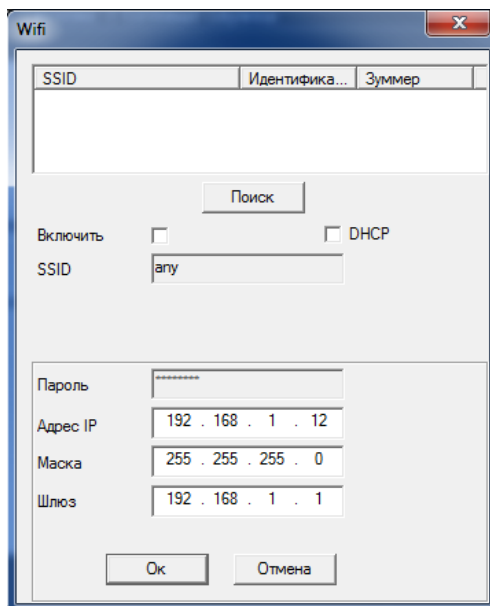 Wifi
SSID Идентифика... Зуммер
Поиск
Включить DHCP
SSID any
Пароль ********
Адрес IP 192 . 168 . 1 . 12
Маска 255 . 255 . 255 . 0
Шлюз 192 . 168 . 1 . 1
Ок Отмена